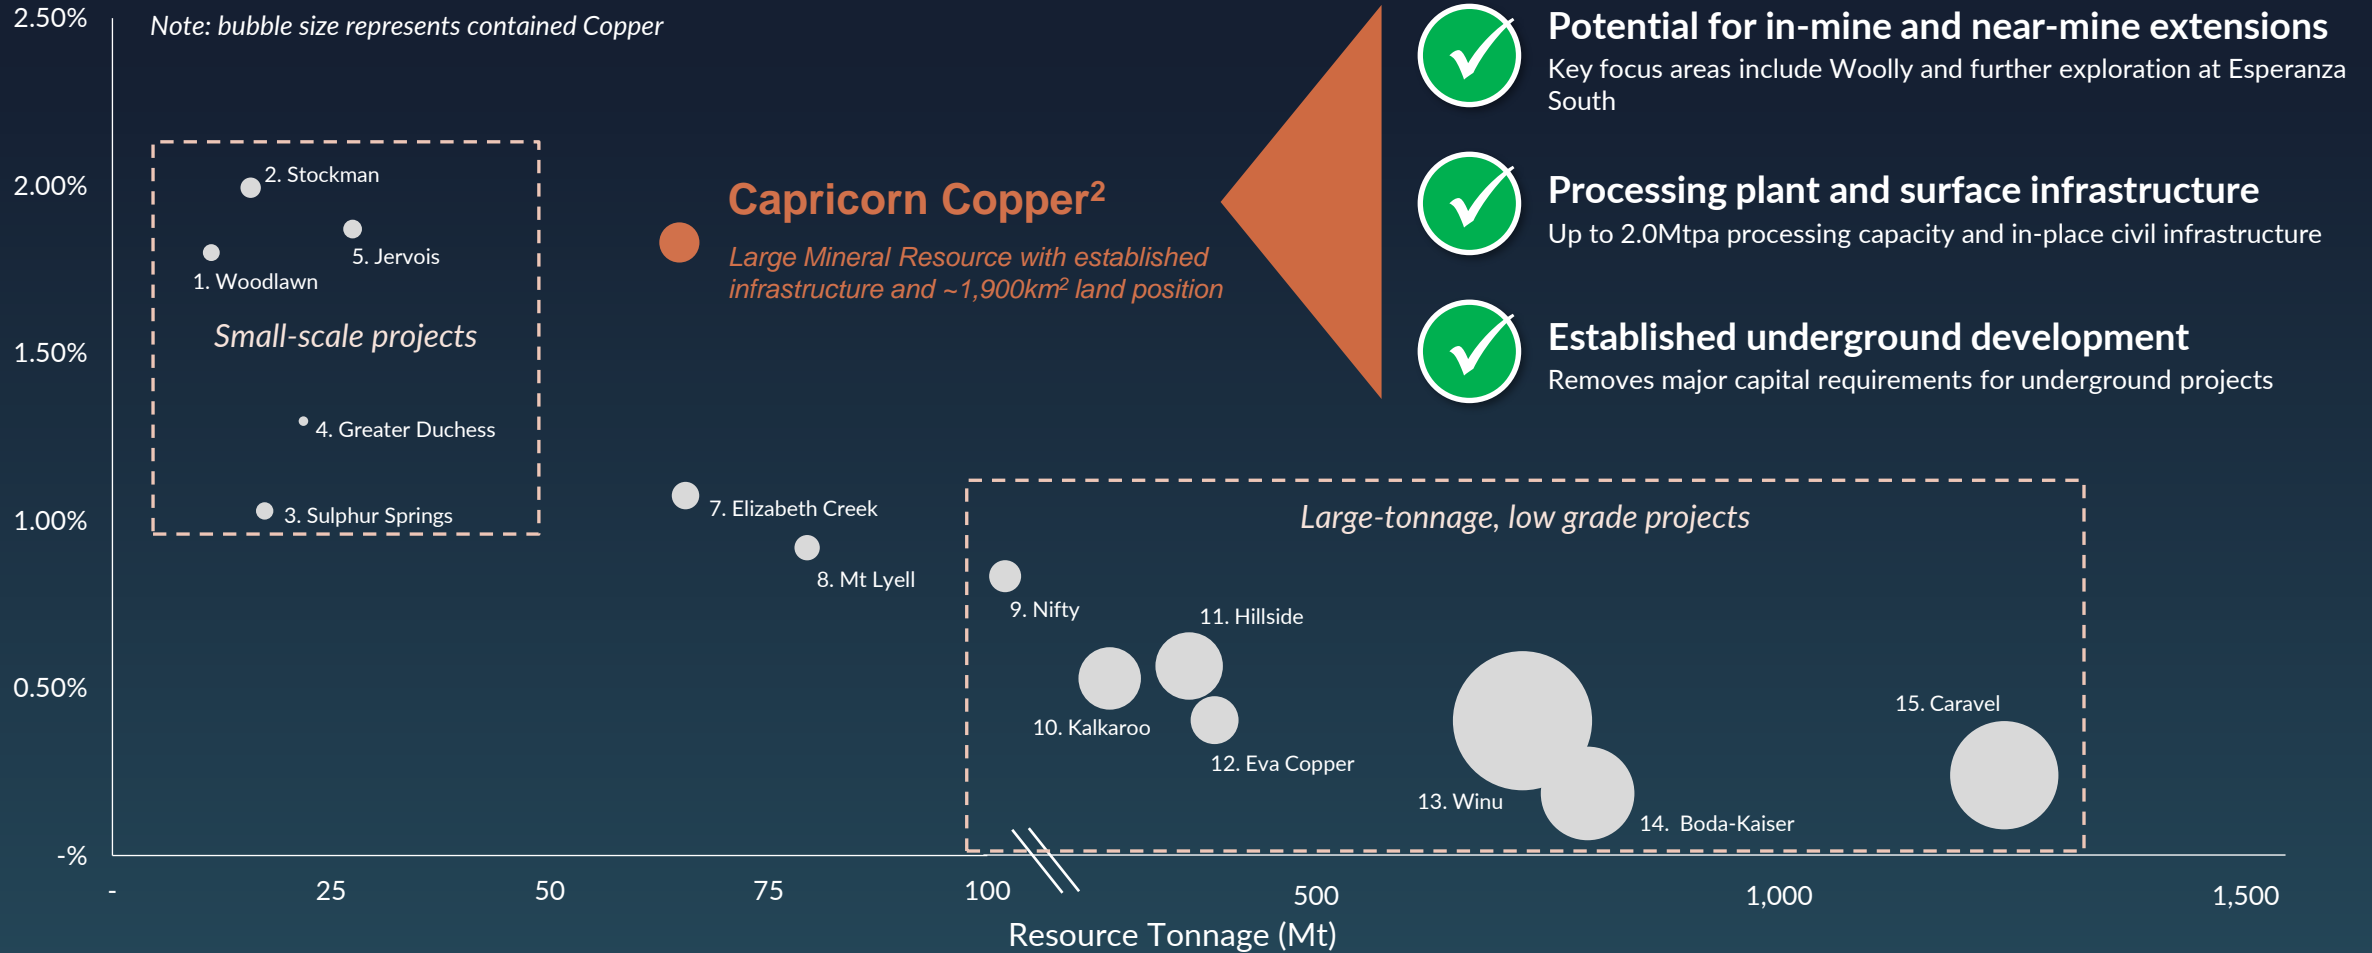 2.50%
Note: bubble size represents contained Copper
2.00%
1.50%
1.00%
0.50%
-%
2. Stockman
5. Jervois
1. Woodlawn
Small-scale projects
4. Greater Duchess
3. Sulphur Springs
Capricorn Copper²
Large Mineral Resource with established
infrastructure and ~1,900km² land position
Potential for in-mine and near-mine extensions
Key focus areas include Woolly and further exploration at Esperanza
South
Processing plant and surface infrastructure
Up to 2.0Mtpa processing capacity and in-place civil infrastructure
Established underground development
Removes major capital requirements for underground projects
7. Elizabeth Creek
8. Mt Lyell
Large-tonnage, low grade projects
9. Nifty
11. Hillside
10. Kalkaroo
12. Eva Copper
13. Winu
14. Boda-Kaiser
15. Caravel
- 25 50 75 100 500 1,000 1,500
Resource Tonnage (Mt)